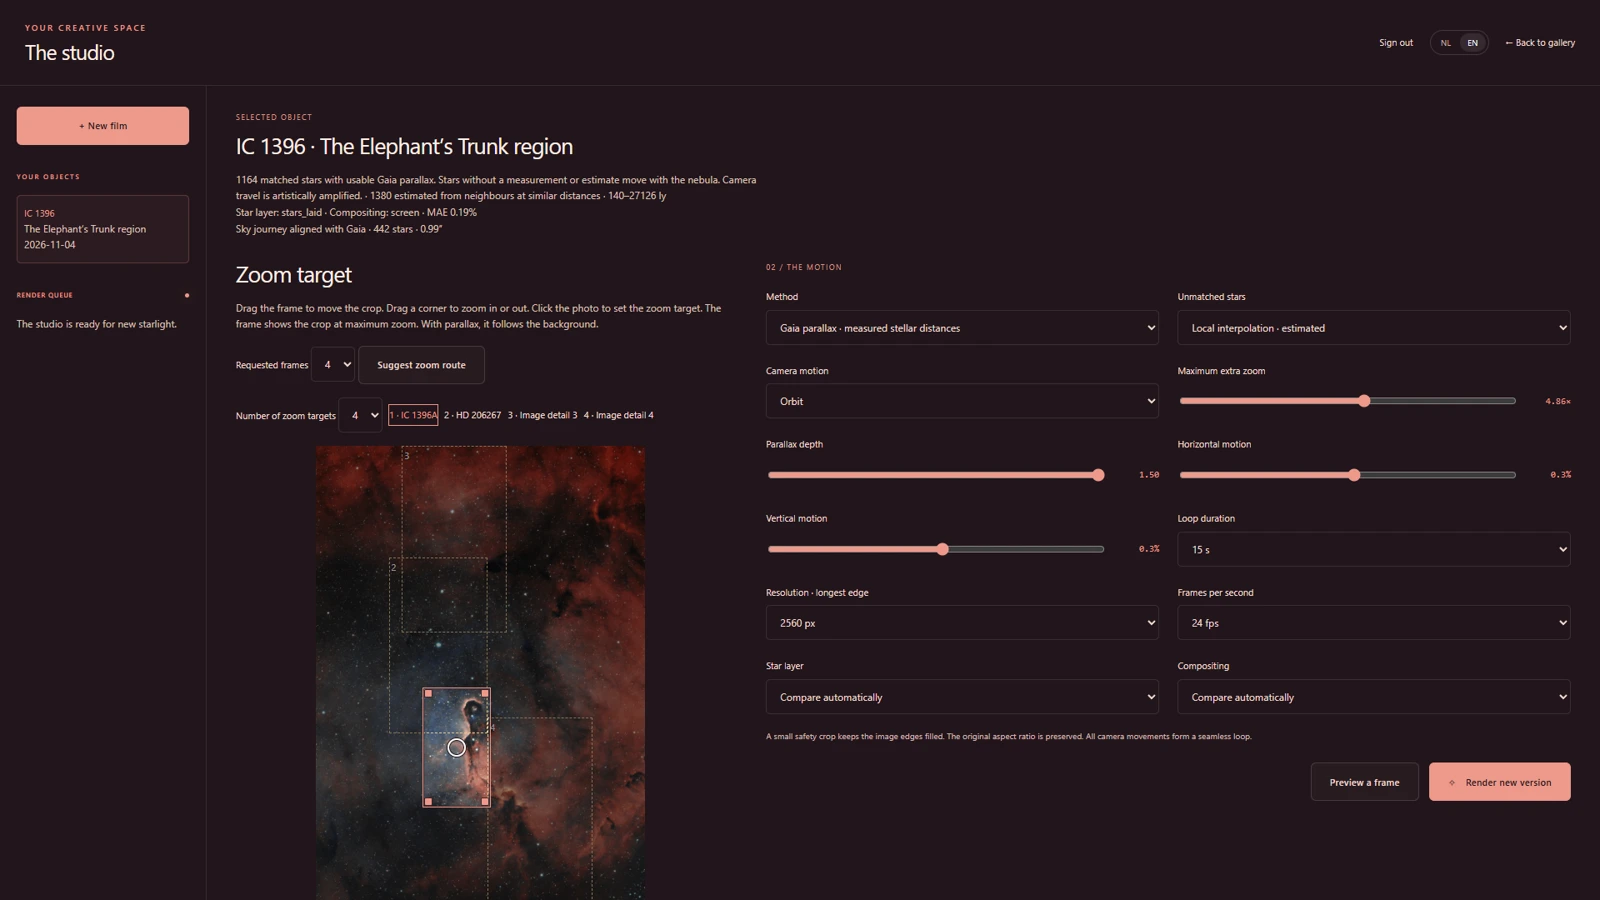 YOUR CREATIVE SPACE
The studio
Sign out
NL
EN
← Back to gallery
+ New film
YOUR OBJECTS
IC 1396
The Elephant's Trunk region
2026-11-04
RENDER QUEUE
The studio is ready for new starlight.
SELECTED OBJECT
IC 1396 · The Elephant's Trunk region
1164 matched stars with usable Gaia parallax. Stars without a measurement or estimate move with the nebula. Camera
travel is artistically amplified. · 1380 estimated from neighbours at similar distances · 140–27126 ly
Star layer: stars_laid · Compositing: screen · MAE 0.19%
Sky journey aligned with Gaia · 442 stars · 0.99″
Zoom target
Drag the frame to move the crop. Drag a corner to zoom in or out. Click the photo to set the zoom target. The
frame shows the crop at maximum zoom. With parallax, it follows the background.
Requested frames
4
Suggest zoom route
Number of zoom targets
4
1 · IC 1396A
2 · HD 206267
3 · Image detail 3
4 · Image detail 4
3
2
4
02 / THE MOTION
Method
Gaia parallax · measured stellar distances
Unmatched stars
Local interpolation · estimated
Camera motion
Orbit
Maximum extra zoom
4.86×
Parallax depth
1.50
Horizontal motion
0.3%
Vertical motion
0.3%
Loop duration
15 s
Resolution · longest edge
2560 px
Frames per second
24 fps
Star layer
Compare automatically
Compositing
Compare automatically
A small safety crop keeps the image edges filled. The original aspect ratio is preserved. All camera movements form a seamless loop.
Preview a frame
✧ Render new version